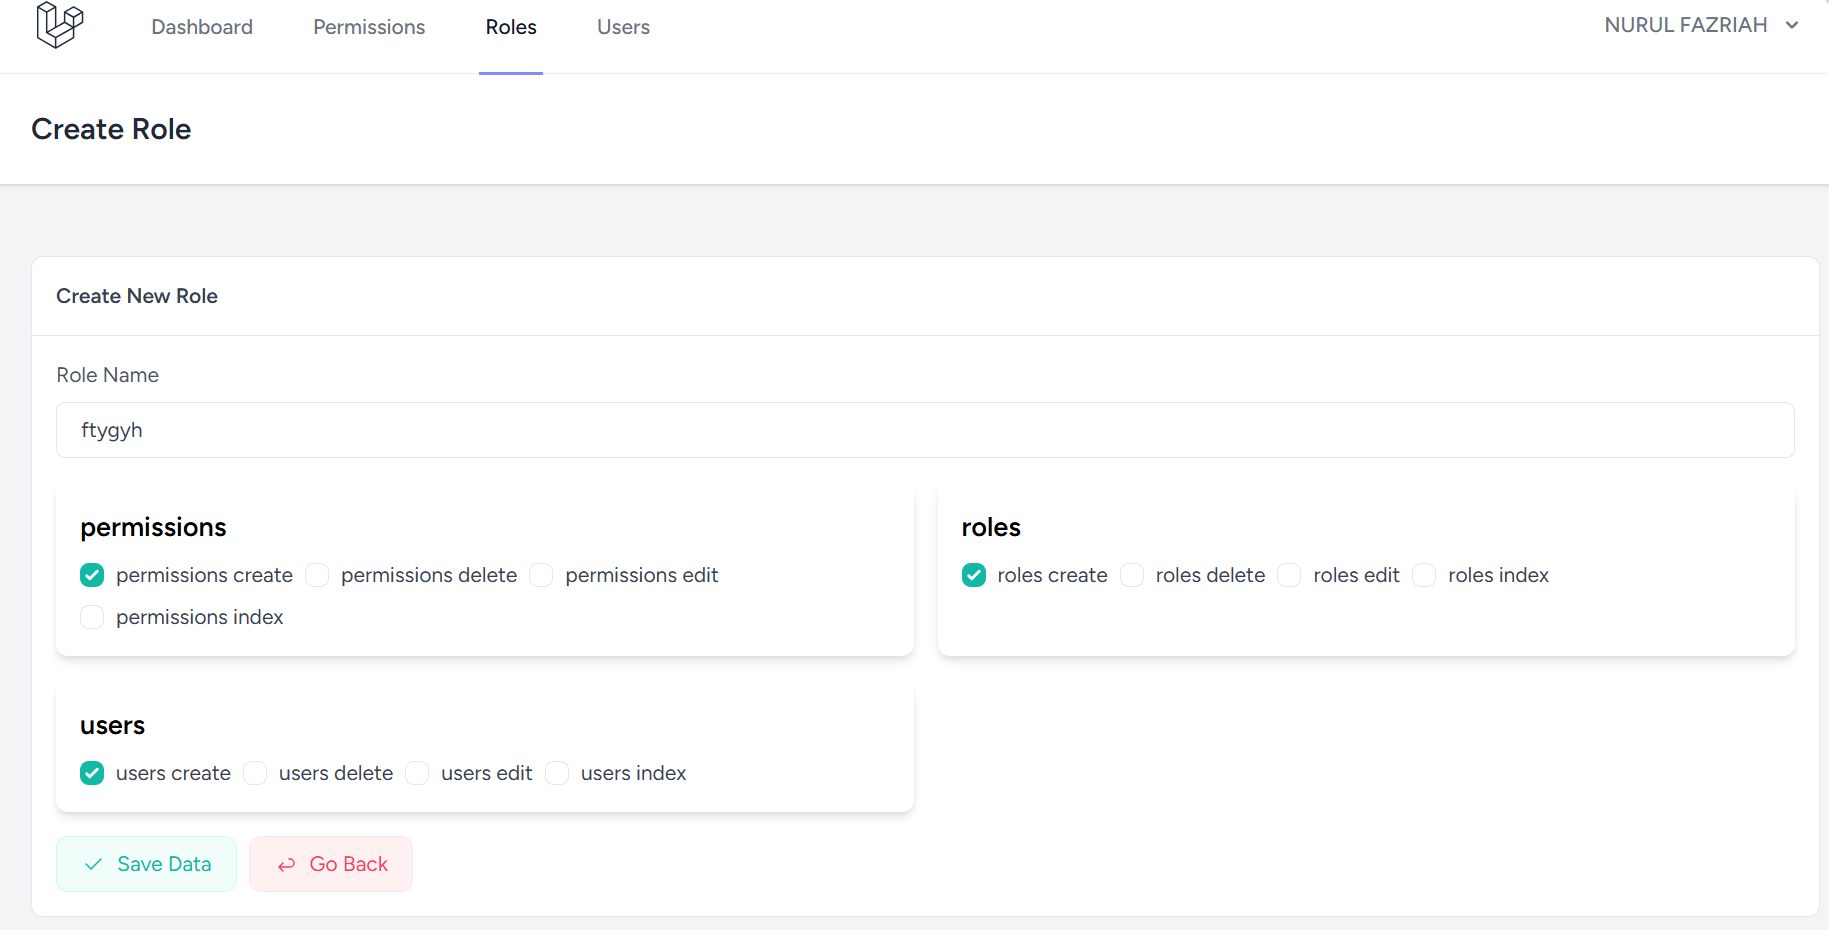 Dashboard Permissions Roles Users NURUL FAZRIAH
Create Role
Create New Role
Role Name
ftygyh
permissions
permissions create permissions delete permissions edit
permissions index
roles
roles create roles delete roles edit roles index
users
users create users delete users edit users index
Save Data Go Back